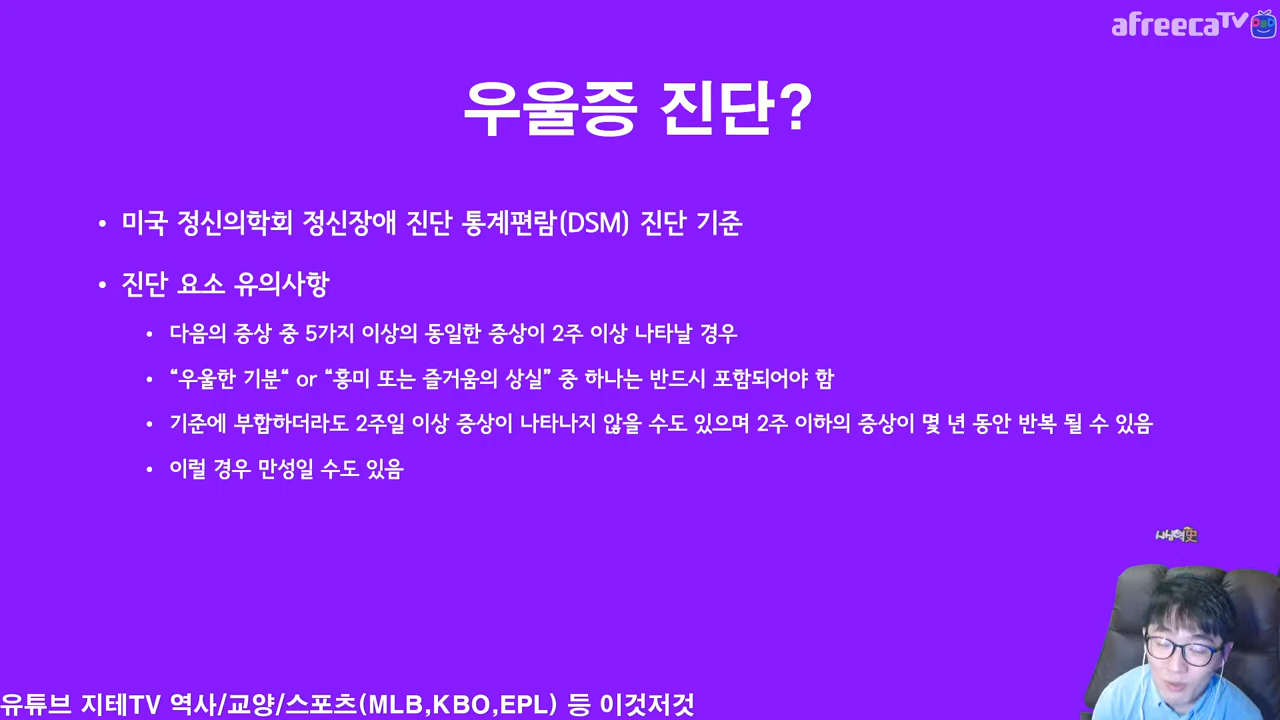 afreecaTV
우울증 진단?
• 미국 정신의학회 정신장애 진단 통계편람(DSM) 진단 기준
• 진단 요소 유의사항
• 다음의 증상 중 5가지 이상의 동일한 증상이 2주 이상 나타날 경우
• “우울한 기분“ or “흥미 또는 즐거움의 상실” 중 하나는 반드시 포함되어야 함
• 기준에 부합하더라도 2주일 이상 증상이 나타나지 않을 수도 있으며 2주 이하의 증상이 몇 년 동안 반복 될 수 있음
• 이럴 경우 만성일 수도 있음
유튜브 지테TV 역사/교양/스포츠(MLB,KBO,EPL) 등 이것저것